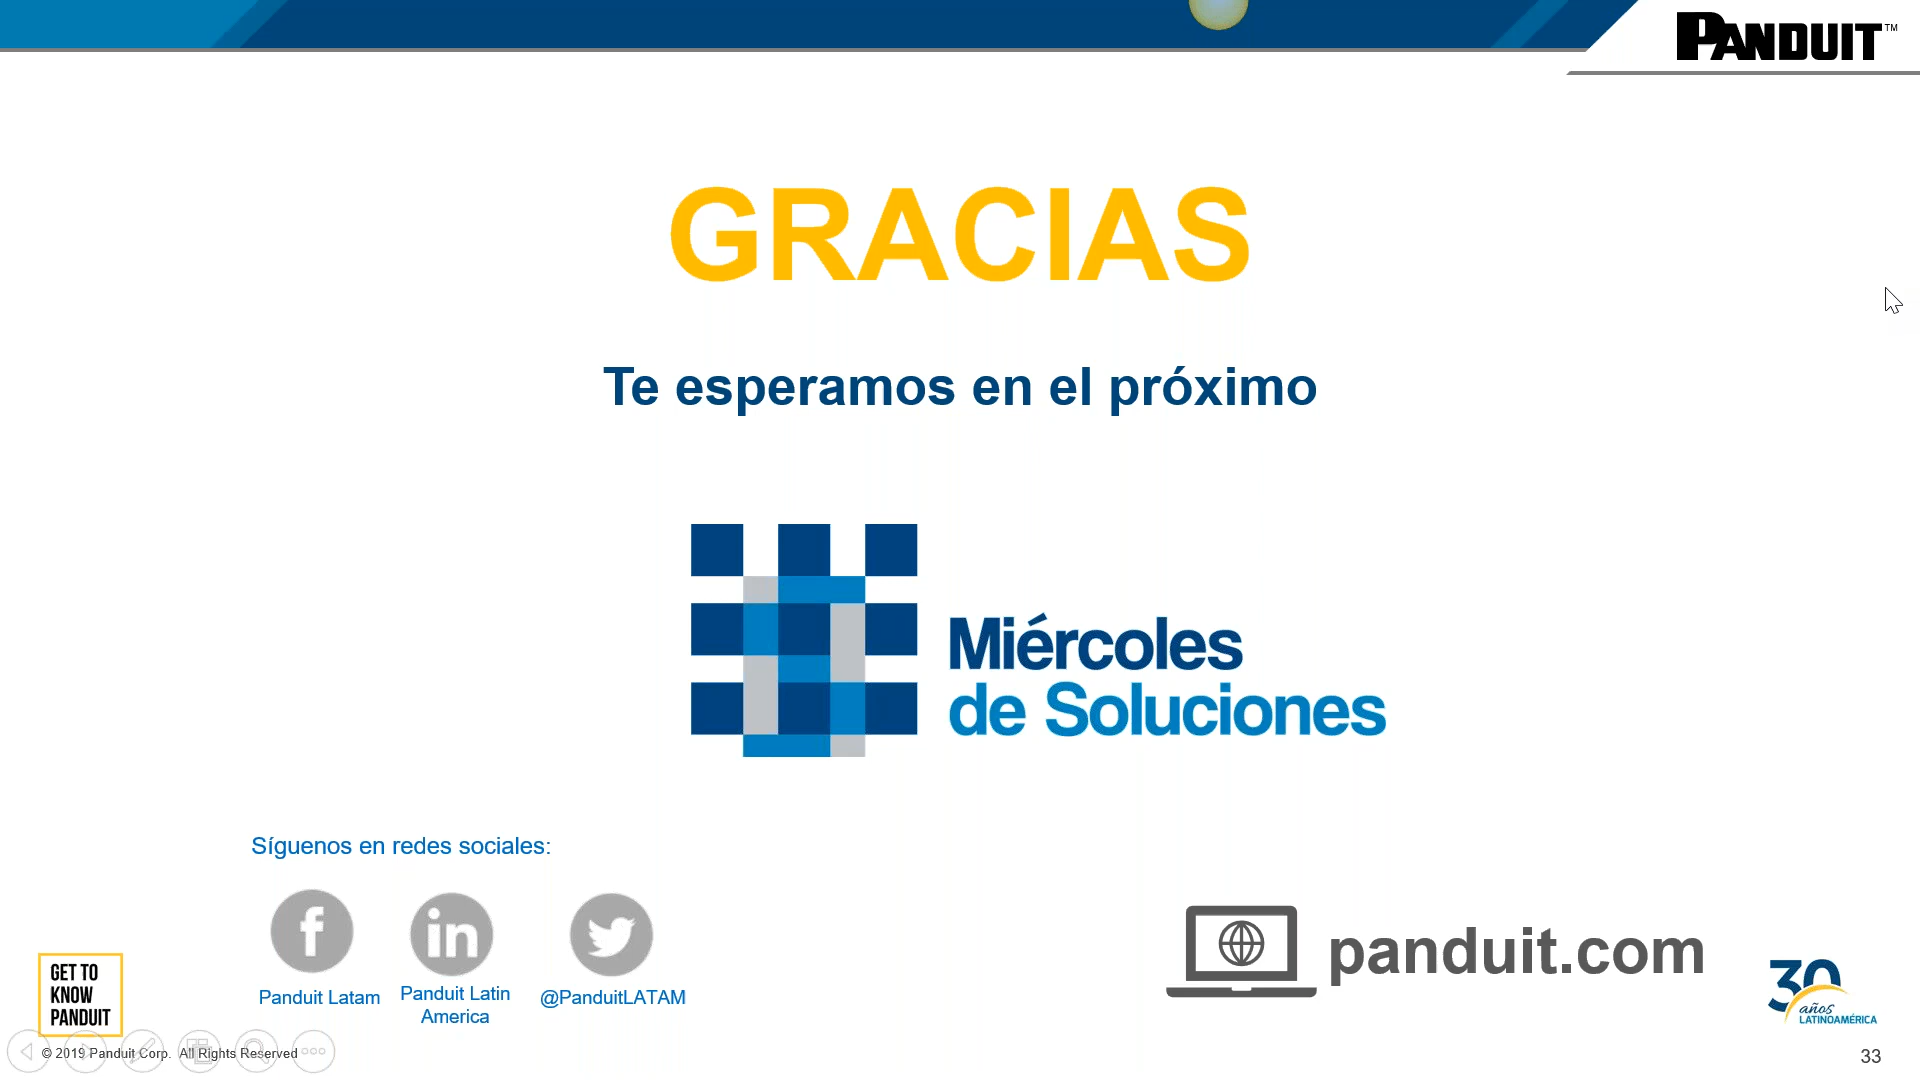 PANDUIT™
GRACIAS
Te esperamos en el próximo
Miércoles
de Soluciones
Síguenos en redes sociales:
Panduit Latam
Panduit Latin
America
@PanduitLATAM
panduit.com
GET TO
KNOW
PANDUIT
30
años
LATINOAMÉRICA
© 2019 Panduit Corp. All Rights Reserved
33